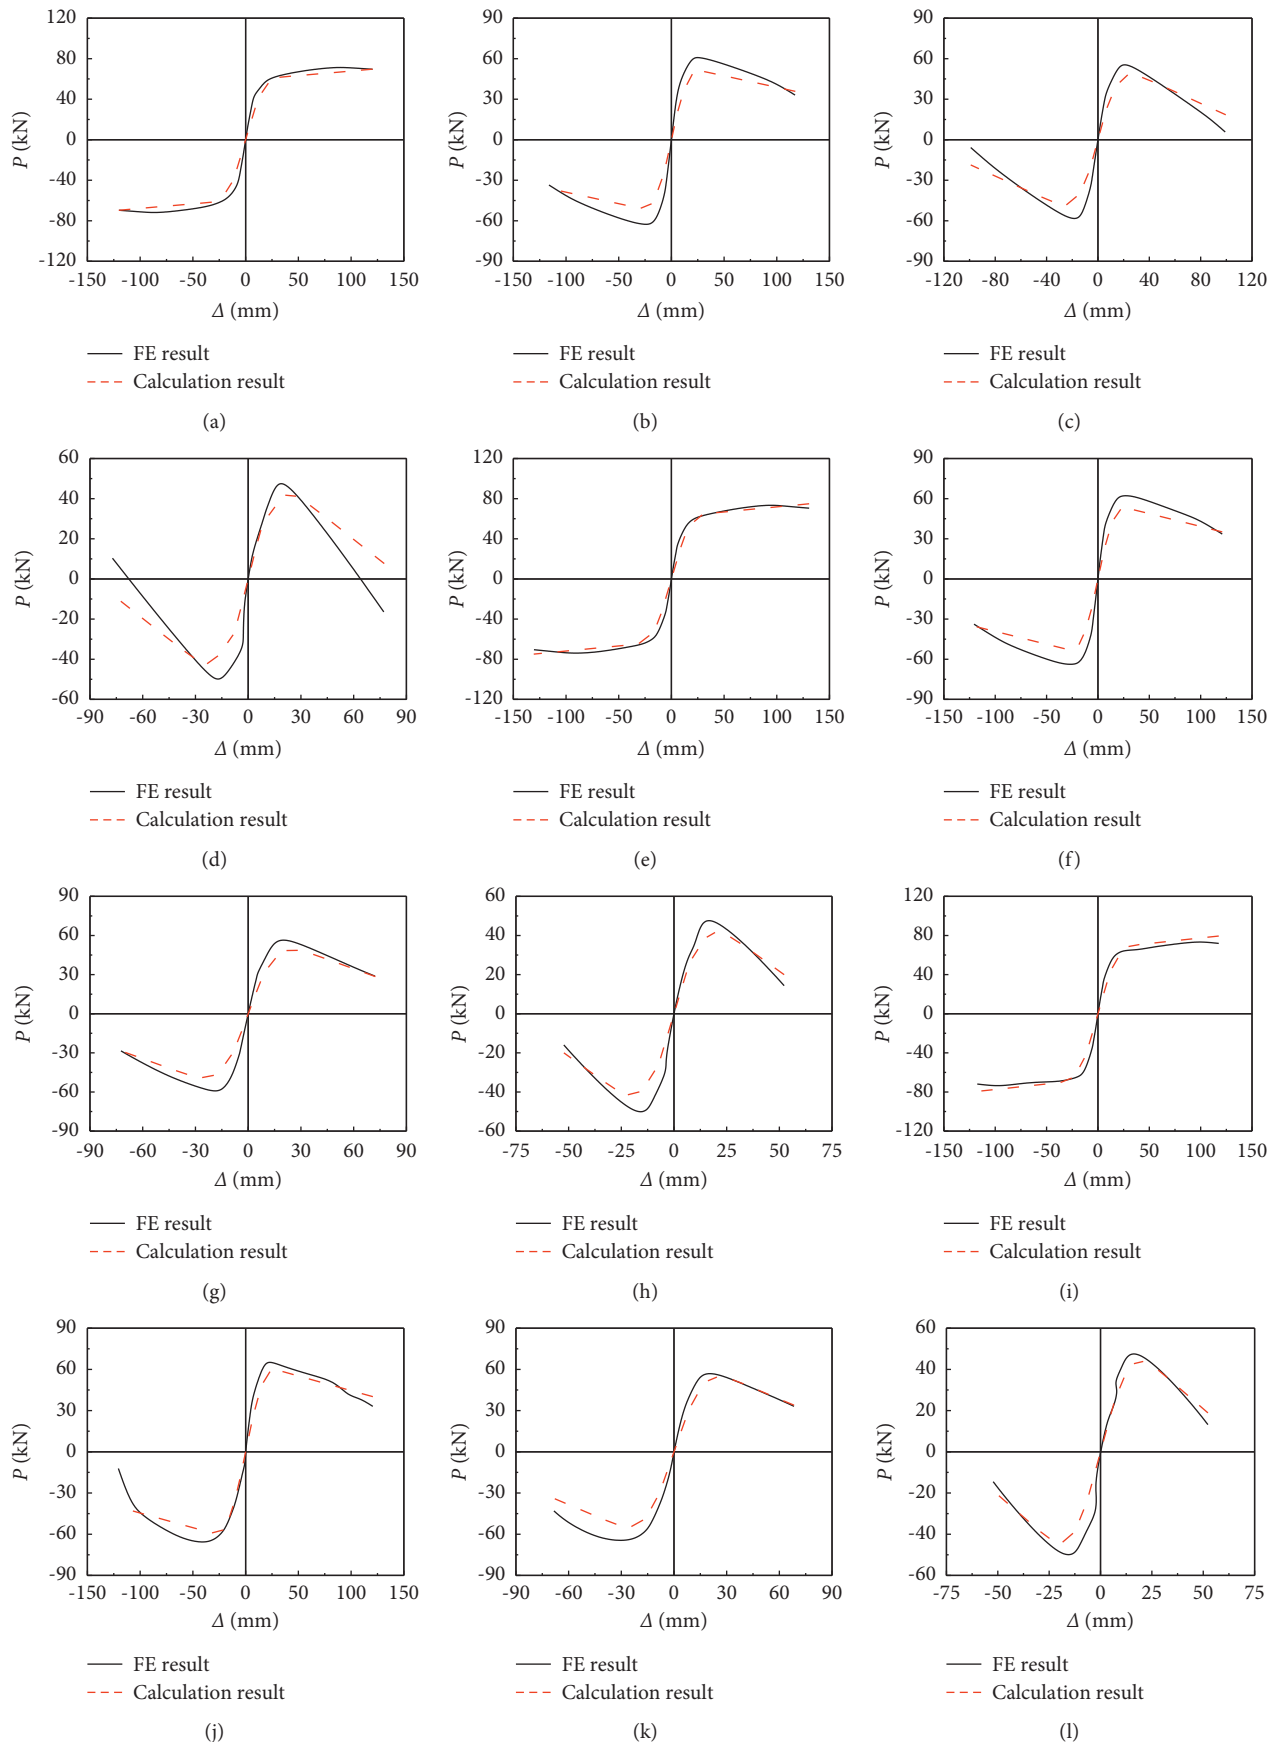 120
80
40
0
-40
-80
-120
P (kN)
-150 -100 -50 0 50 100 150
Δ (mm)
FE result
Calculation result
(a)
90
60
30
0
-30
-60
-90
P (kN)
-150 -100 -50 0 50 100 150
Δ (mm)
FE result
Calculation result
(b)
90
60
30
0
-30
-60
-90
P (kN)
-120 -80 -40 0 40 80 120
Δ (mm)
FE result
Calculation result
(c)
60
40
20
0
-20
-40
-60
P (kN)
-90 -60 -30 0 30 60 90
Δ (mm)
FE result
Calculation result
(d)
120
80
40
0
-40
-80
-120
P (kN)
-150 -100 -50 0 50 100 150
Δ (mm)
FE result
Calculation result
(e)
90
60
30
0
-30
-60
-90
P (kN)
-150 -100 -50 0 50 100 150
Δ (mm)
FE result
Calculation result
(f)
90
60
30
0
-30
-60
-90
P (kN)
-90 -60 -30 0 30 60 90
Δ (mm)
FE result
Calculation result
(g)
60
40
20
0
-20
-40
-60
P (kN)
-75 -50 -25 0 25 50 75
Δ (mm)
FE result
Calculation result
(h)
120
80
40
0
-40
-80
-120
P (kN)
-150 -100 -50 0 50 100 150
Δ (mm)
FE result
Calculation result
(i)
90
60
30
0
-30
-60
-90
P (kN)
-150 -100 -50 0 50 100 150
Δ (mm)
FE result
Calculation result
(j)
90
60
30
0
-30
-60
-90
P (kN)
-90 -60 -30 0 30 60 90
Δ (mm)
FE result
Calculation result
(k)
60
40
20
0
-20
-40
60
P (kN)
-75 -50 -25 0 25 50 75
Δ (mm)
FE result
Calculation result
(l)